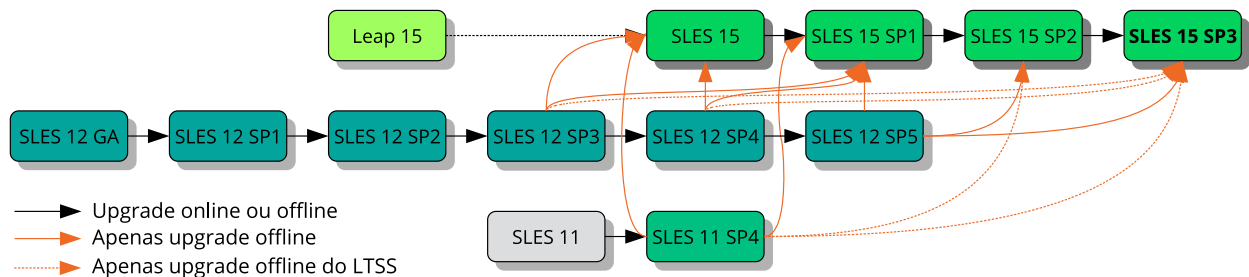 Leap 15
SLES 15
SLES 15 SP1
SLES 15 SP2
SLES 15 SP3
SLES 12 GA
SLES 12 SP1
SLES 12 SP2
SLES 12 SP3
SLES 12 SP4
SLES 12 SP5
SLES 11
SLES 11 SP4
Upgrade online ou offline
Apenas upgrade offline
Apenas upgrade offline do LTSS